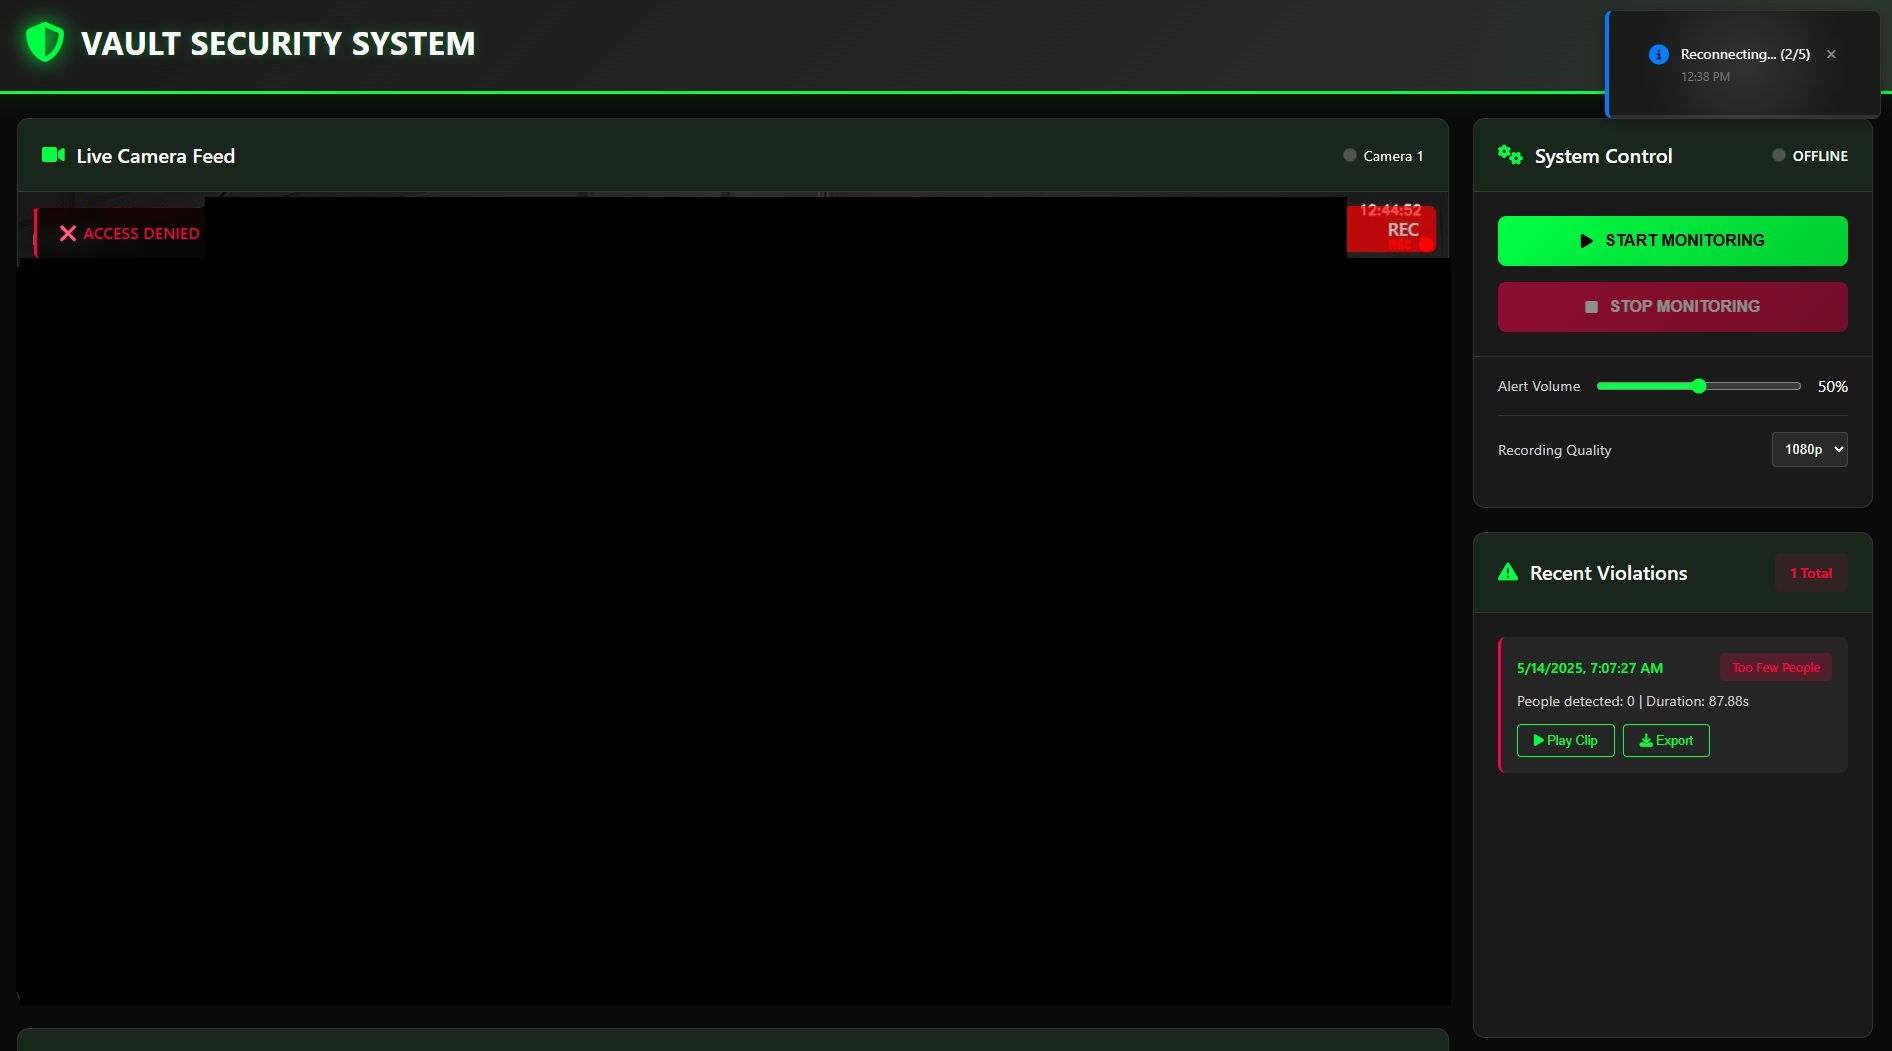 VAULT SECURITY SYSTEM
Reconnecting... (2/5)
12:38 PM
Live Camera Feed
Camera 1
ACCESS DENIED
12:44:52
REC
REC
System Control
OFFLINE
START MONITORING
STOP MONITORING
Alert Volume
50%
Recording Quality
1080p
Recent Violations
1 Total
5/14/2025, 7:07:27 AM
Too Few People
People detected: 0 | Duration: 87.88s
Play Clip
Export